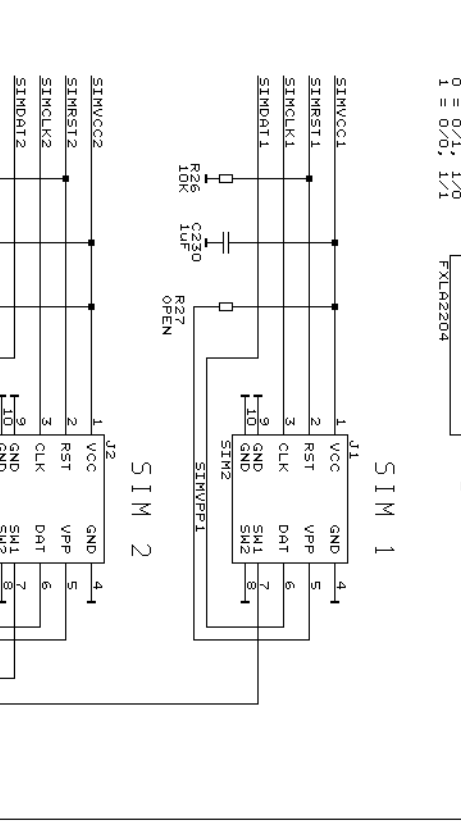 0 = 0/1, 1/0
1 = 0/0, 1/1
FXLA2204
SIM 1
SIMVCC1
SIMRST1
SIMCLK1
SIMDAT1
R26
10K
C230
1uF
R27
OPEN
J1
1
2
3
9
10
VCC
RST
CLK
GND
GND
GND
VPP
DAT
SW1
SW2
4
5
6
7
8
SIM2
SIMVPP1
SIM 2
SIMVCC2
SIMRST2
SIMCLK2
SIMDAT2
J2
1
2
3
9
10
VCC
RST
CLK
GND
GND
GND
VPP
DAT
SW1
SW2
4
5
6
7
8